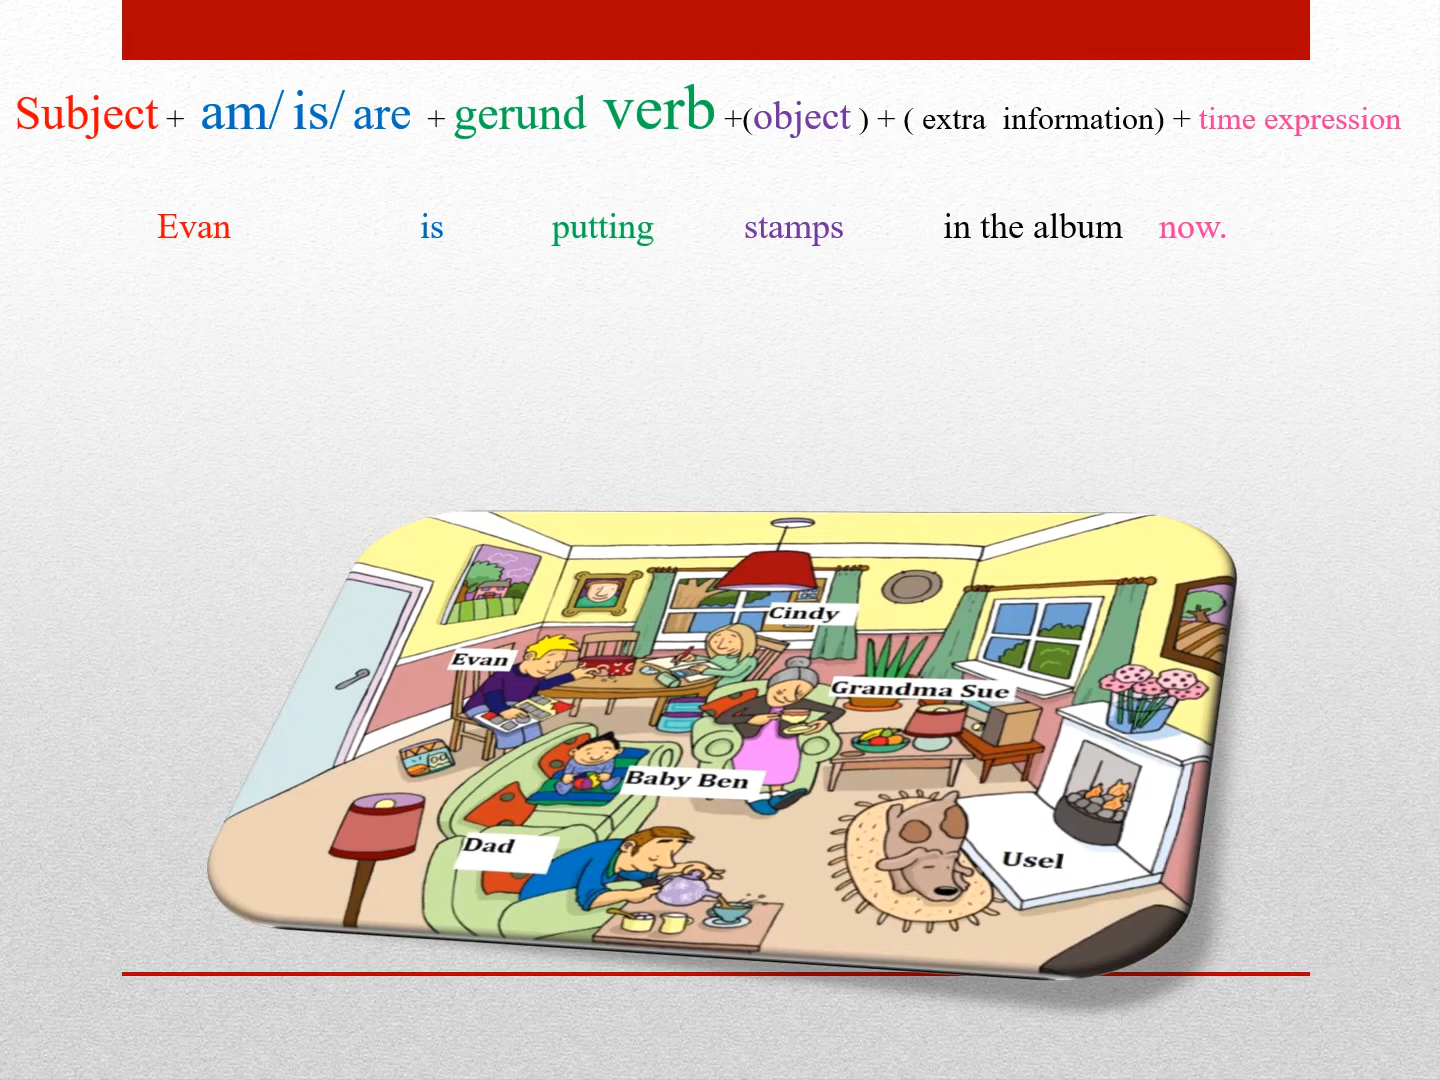 Subject + am/ is/ are + gerund verb +(object ) + ( extra information) + time expression
Evan is putting stamps in the album now.
Cindy
Evan
Grandma Sue
Baby Ben
Dad
Usel